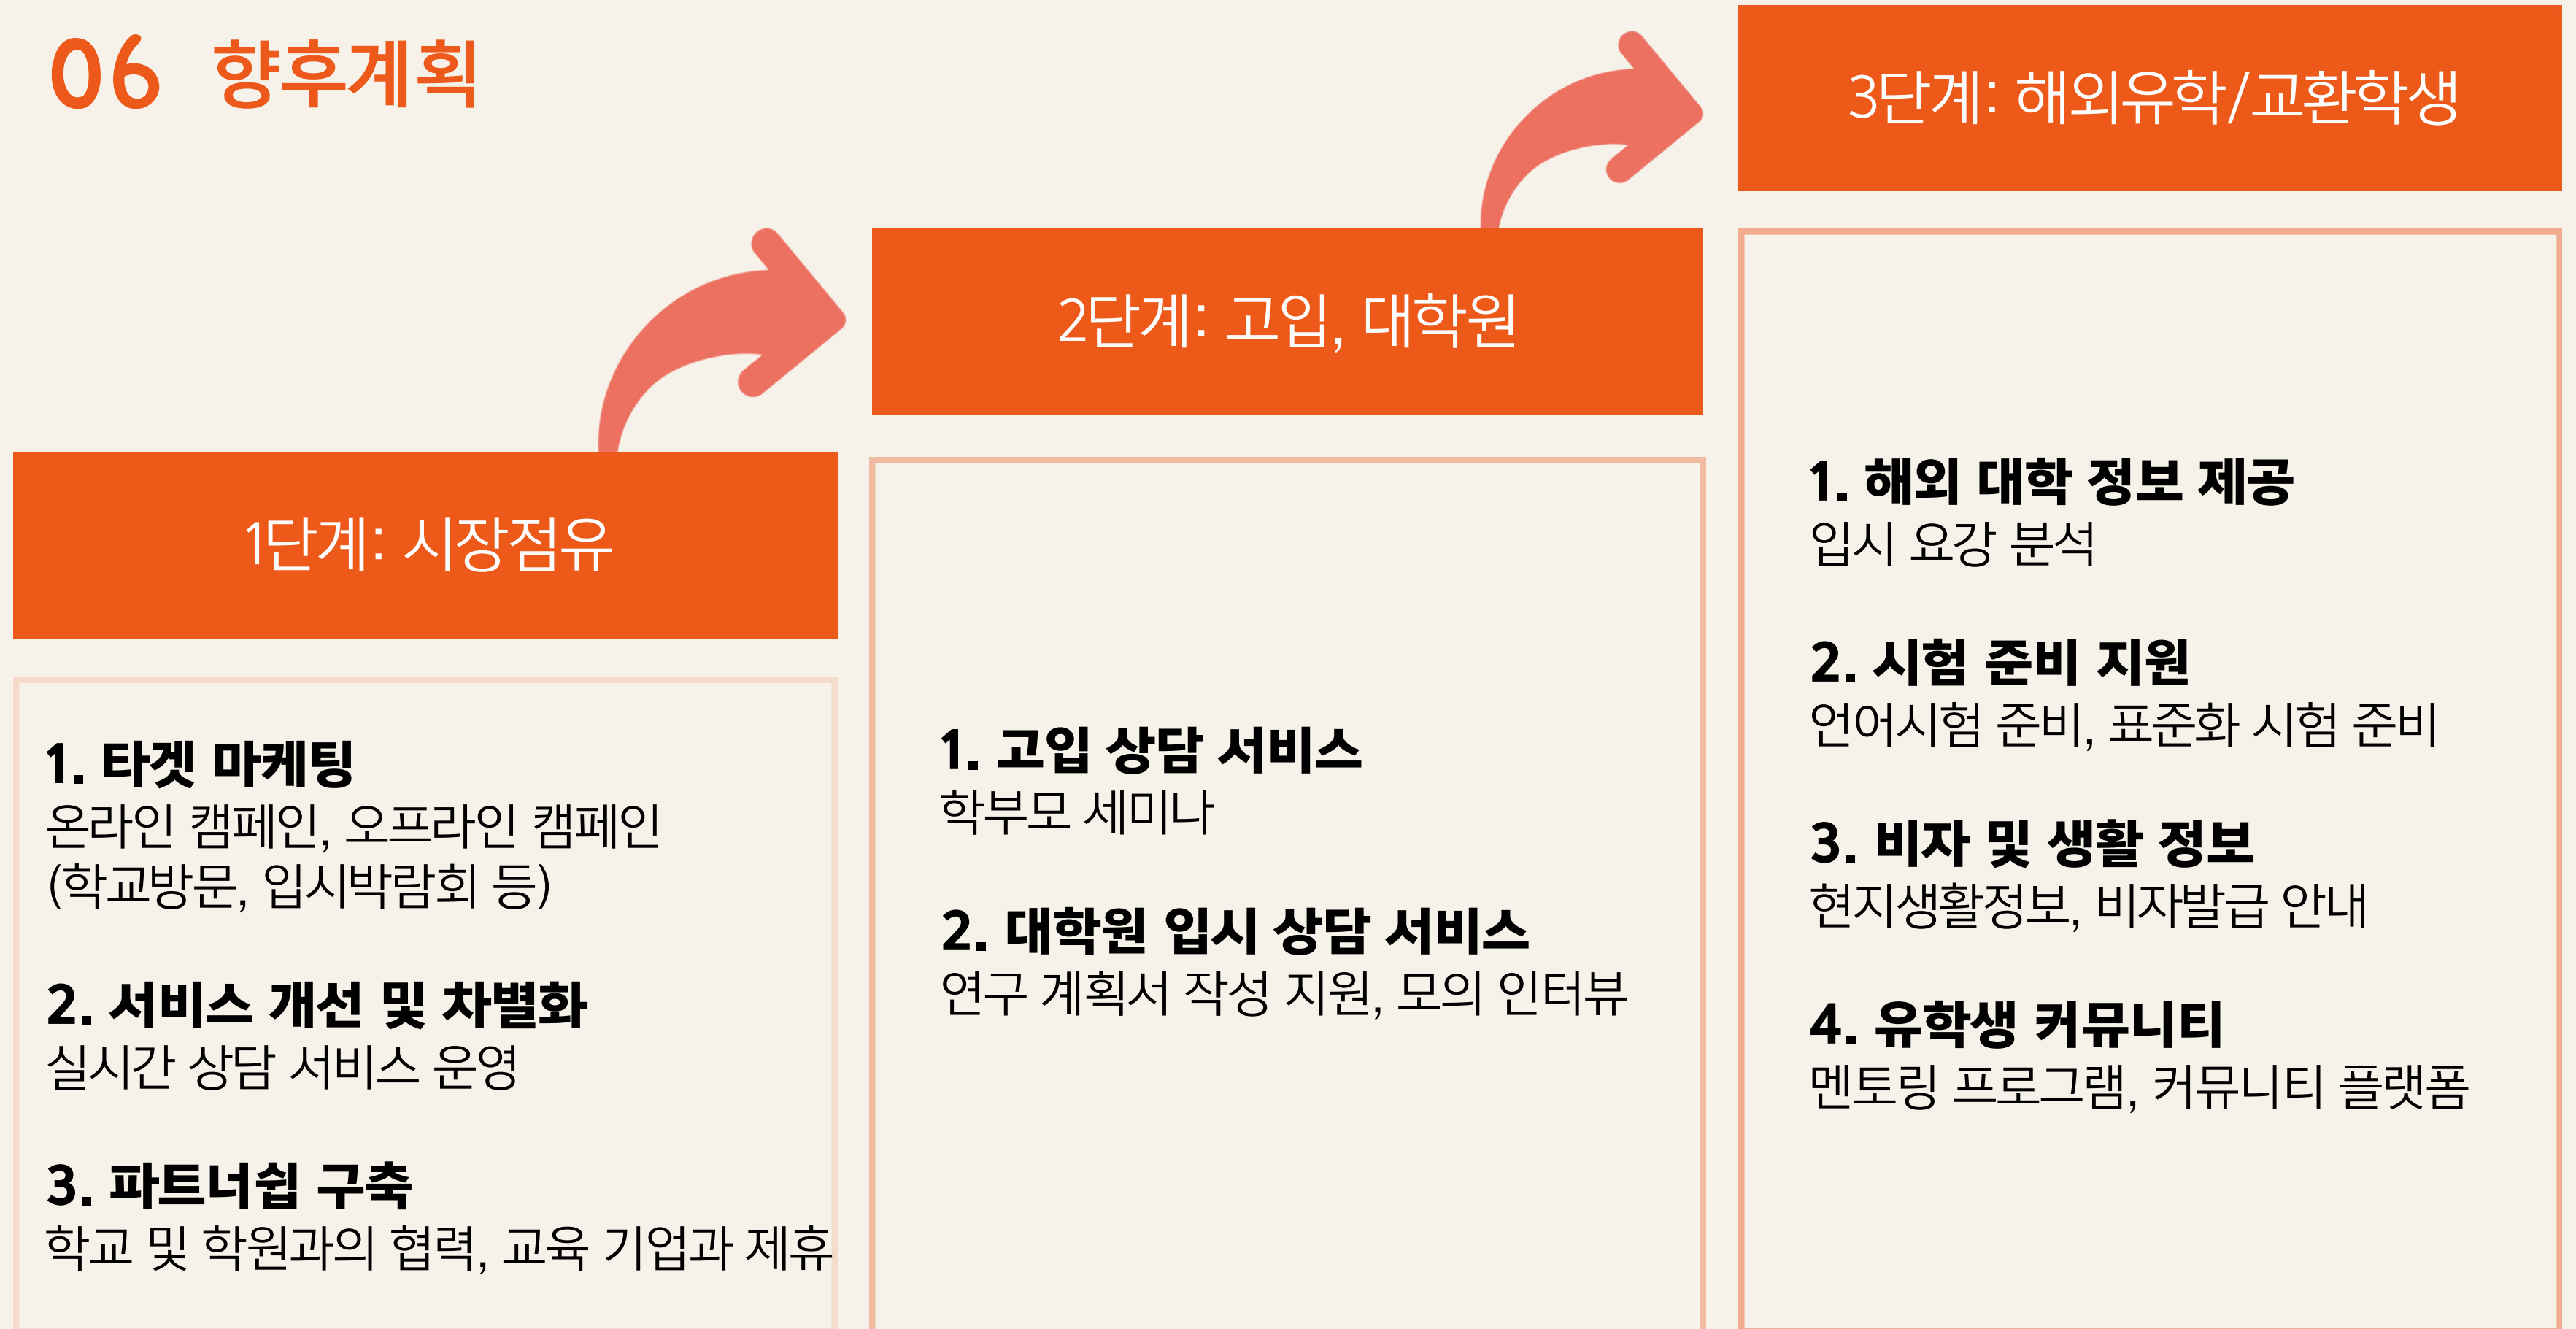 06 향후계획
1단계: 시장점유
1. 타겟 마케팅
온라인 캠페인, 오프라인 캠페인
(학교방문, 입시박람회 등)
2. 서비스 개선 및 차별화
실시간 상담 서비스 운영
3. 파트너쉽 구축
학교 및 학원과의 협력, 교육 기업과 제휴
2단계: 고입, 대학원
1. 고입 상담 서비스
학부모 세미나
2. 대학원 입시 상담 서비스
연구 계획서 작성 지원, 모의 인터뷰
3단계: 해외유학/교환학생
1. 해외 대학 정보 제공
입시 요강 분석
2. 시험 준비 지원
언어시험 준비, 표준화 시험 준비
3. 비자 및 생활 정보
현지생활정보, 비자발급 안내
4. 유학생 커뮤니티
멘토링 프로그램, 커뮤니티 플랫폼